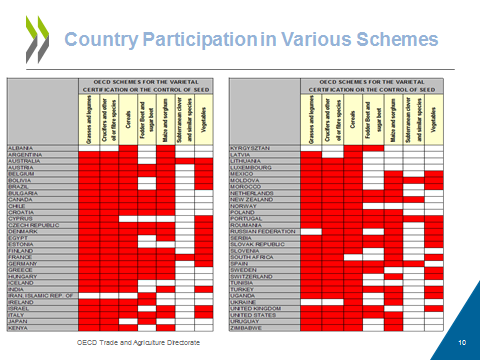 Country Participation in Various Schemes
OECD SCHEMES FOR THE VARIETAL
CERTIFICATION OR THE CONTROL OF SEED
Grasses and legumes
Crucifers and other
oil or fibre species
Cereals
Fodder Beet and
sugar beet
Maize and sorghum
Subterranean clover
and similar species
Vegetables
ALBANIA
ARGENTINA
AUSTRALIA
AUSTRIA
BELGIUM
BOLIVIA
BRAZIL
BULGARIA
CANADA
CHILE
CROATIA
CYPRUS
CZECH REPUBLIC
DENMARK
EGYPT
ESTONIA
FINLAND
FRANCE
GERMANY
GREECE
HUNGARY
ICELAND
INDIA
IRAN, ISLAMIC REP. OF
IRELAND
ISRAEL
ITALY
JAPAN
KENYA
OECD SCHEMES FOR THE VARIETAL
CERTIFICATION OR THE CONTROL OF SEED
Grasses and legumes
Crucifers and other
oil or fibre species
Cereals
Fodder Beet and
sugar beet
Maize and sorghum
Subterranean clover
and similar species
Vegetables
KYRGYSZTAN
LATVIA
LITHUANIA
LUXEMBOURG
MEXICO
MOLDOVA
MOROCCO
NETHERLANDS
NEW ZEALAND
NORWAY
POLAND
PORTUGAL
ROUMANIA
RUSSIAN FEDERATION
SERBIA
SLOVAK REPUBLIC
SLOVENIA
SOUTH AFRICA
SPAIN
SWEDEN
SWITZERLAND
TUNISIA
TURKEY
UGANDA
UKRAINE
UNITED KINGDOM
UNITED STATES
URUGUAY
ZIMBABWE
OECD Trade and Agriculture Directorate
10